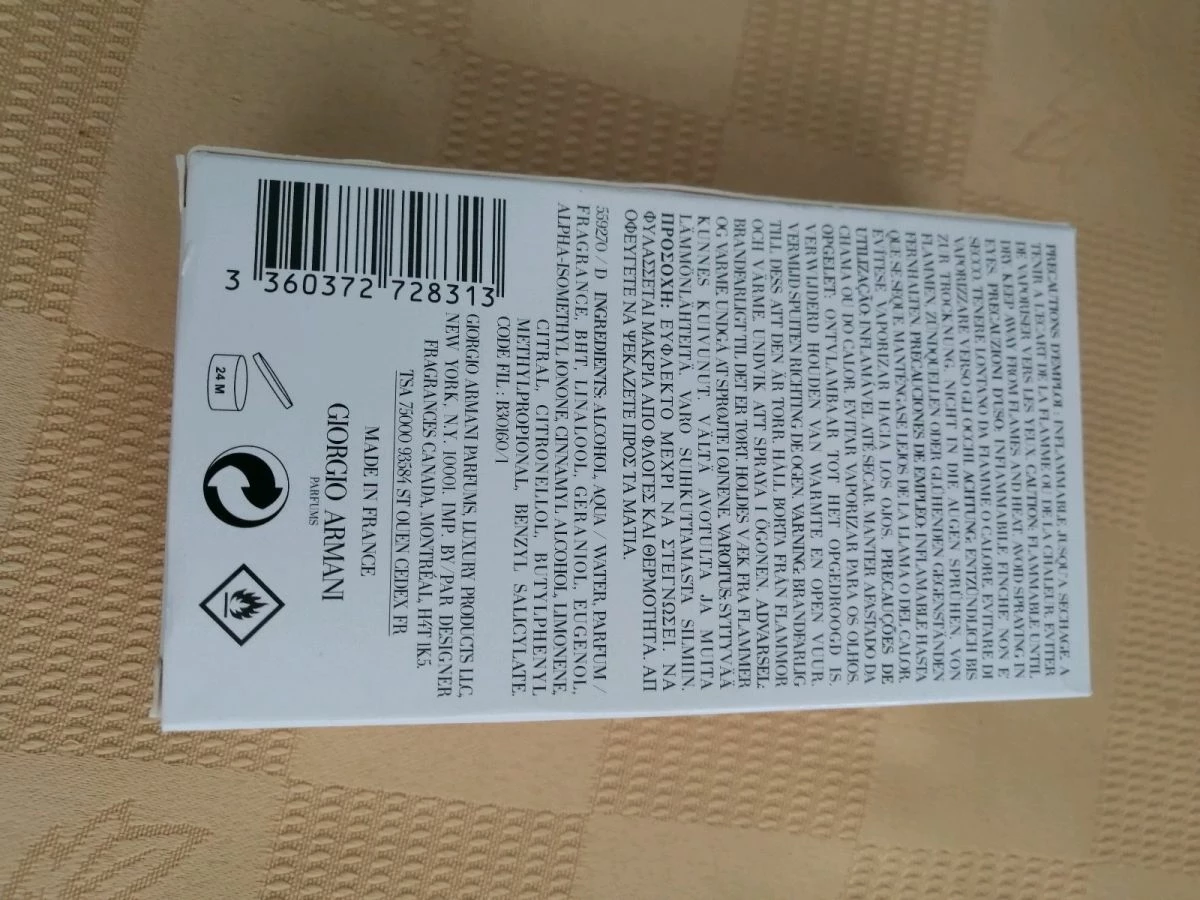 PRÉCAUTIONS D'EMPLOI : INFLAMMABLE JUSQU'À SÉCHAGE. À
TENIR À L'ÉCART DE LA FLAMME OU DE LA CHALEUR. ÉVITER
DE VAPORISER VERS LES YEUX. CAUTION: FLAMMABLE UNTIL
DRY. KEEP AWAY FROM FLAMES AND HEAT. AVOID SPRAYING IN
EYES. PRECAUZIONI D'USO: INFIAMMABILE FINCHÉ NON È
SECCO. TENERE LONTANO DA FIAMME O CALORE. EVITARE DI
VAPORIZZARE VERSO GLI OCCHI. ACHTUNG: ENTZÜNDLICH BIS
ZUR TROCKNUNG. NICHT IN DIE AUGEN SPRÜHEN. VON
FLAMMEN, ZÜNDQUELLEN ODER GLÜHENDEN GEGENSTÄNDEN
FERNHALTEN. PRECAUCIONES DE EMPLEO: INFLAMABLE HASTA
QUE SE SEQUE. MANTÉNGASE LEJOS DE LA LLAMA O DEL CALOR.
EVÍTESE VAPORIZAR HACIA LOS OJOS. PRECAUÇÕES DE
UTILIZAÇÃO: INFLAMÁVEL ATÉ SECAR. MANTER AFASTADO DA
CHAMA OU DO CALOR. EVITAR VAPORIZAR PARA OS OLHOS.
OPGELET: ONTVLAMBAAR TOT HET OPGEDROOGD IS.
VERWIJDERD HOUDEN VAN WARMTE EN OPEN VUUR.
VERMIJD SPUITEN RICHTING DE OGEN. VARNING: BRANDFARLIG
TILL DESS ATT DEN ÄR TORR. HÅLL BORTA FRÅN FLAMMOR
OCH VÄRME. UNDVIK ATT SPRAYA I ÖGONEN. ADVARSEL:
BRANDFARLIGT TIL DET ER TØRT. HOLDES VÆK FRA FLAMMER
OG VARME. UNDGÅ AT SPRØJTE I ØJNENE. VAROITUS: SYTTYVÄÄ
KUNNES KUIVUNUT. VÄLTÄ AVOTULTA JA MUITA
LÄMMÖNLÄHTEITÄ. VARO SUIHKUTTAMASTA SILMIIN.
ΠΡΟΣΟΧΗ: ΕΥΦΛΕΚΤΟ ΜΕΧΡΙ ΝΑ ΣΤΕΓΝΩΣΕΙ. ΝΑ
ΦΥΛΑΣΣΕΤΑΙ ΜΑΚΡΙΑ ΑΠΟ ΦΛΟΓΕΣ ΚΑΙ ΘΕΡΜΟΤΗΤΑ. ΑΠ
ΟΦΕΥΓΕΤΕ ΝΑ ΨΕΚΑΖΕΤΕ ΠΡΟΣ ΤΑ ΜΑΤΙΑ.
559270 / D INGREDIENTS: ALCOHOL, AQUA / WATER, PARFUM /
FRAGRANCE, BHT, LINALOOL, GERANIOL, EUGENOL,
ALPHA-ISOMETHYL IONONE, CINNAMYL ALCOHOL, LIMONENE,
CITRAL, CITRONELLOL, BUTYLPHENYL
METHYLPROPIONAL, BENZYL SALICYLATE.
CODE F.I.L. : B30160/1
GIORGIO ARMANI PARFUMS, LUXURY PRODUCTS LLC,
NEW YORK, N.Y. 10001. IMP. BY/PAR DESIGNER
FRAGRANCES CANADA, MONTRÉAL, H4T 1K5.
TSA 75000 93584 ST OUEN CEDEX FR
MADE IN FRANCE
GIORGIO ARMANI
PARFUMS
3 360372 728313
24 M